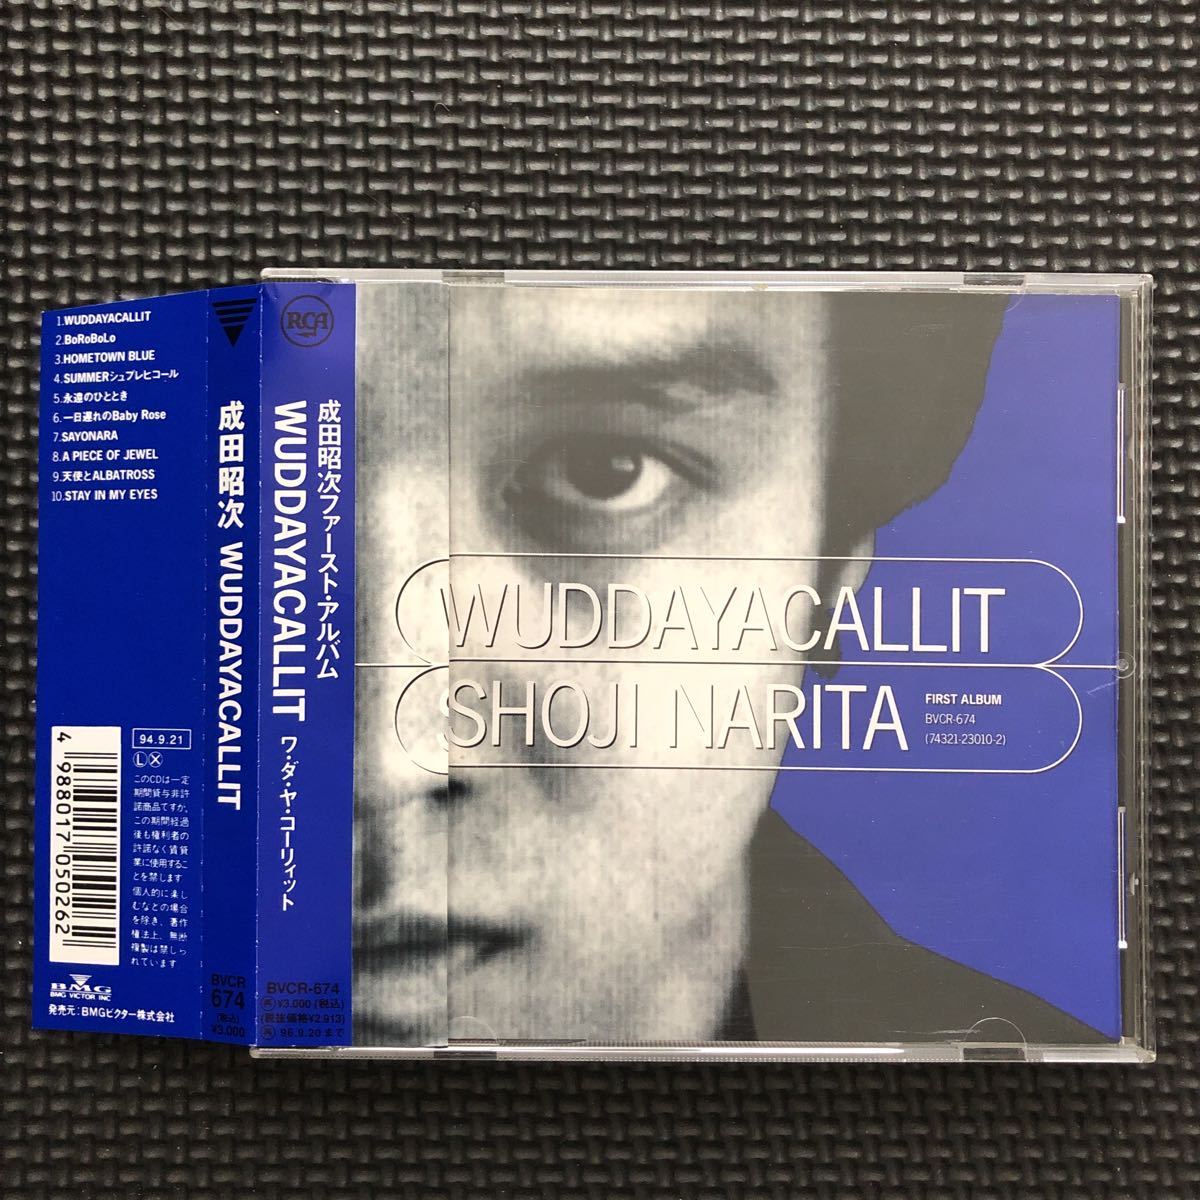 1.WUDDAYACALLIT
2.BoRoBoLo
3.HOMETOWN BLUE
4.SUMMERシュプレヒコール
5.永遠のひととき
6.一日遅れのBaby Rose
7.SAYONARA
8.A PIECE OF JEWEL
9.天使とALBATROSS
10.STAY IN MY EYES
94.9.21
L X
このCDは一定
期間貸与非許
諾商品ですか、
この期間経過
後も権利者の
許諾なく賃貸
業に使用するこ
とを禁します
個人的に楽し
むなどの場合
を除き、著作
権法上、無断
複製は禁しら
れています
4 988017 050262
BMG
BMG VICTOR INC
発売元:BMGビクター株式会社
成田昭次 WUDDAYACALLIT
BVCR
674
(税込)
¥3,000
RCA
成田昭次ファースト・アルバム
WUDDAYACALLIT ワ・ダ・ヤ・コーリィット
BVCR-674
再¥3,000(税込)
(税抜価格¥2,913)
再96.9.20まで
WUDDAYACALLIT
SHOJI NARITA
FIRST ALBUM
BVCR-674
(74321-23010-2)